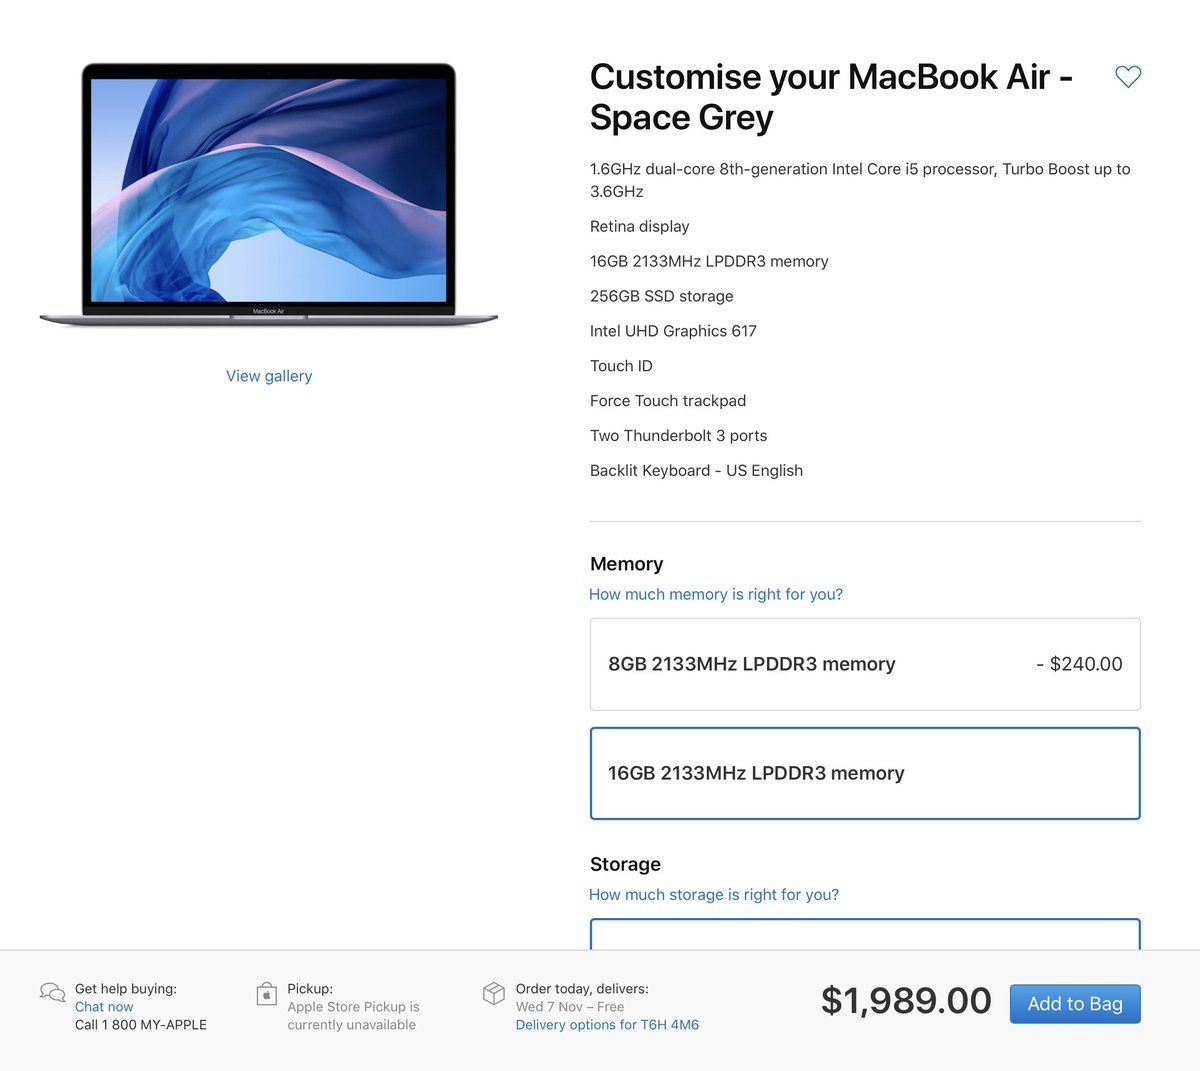 Customise your MacBook Air -
Space Grey
1.6GHz dual-core 8th-generation Intel Core i5 processor, Turbo Boost up to
3.6GHz
Retina display
16GB 2133MHz LPDDR3 memory
256GB SSD storage
Intel UHD Graphics 617
Touch ID
Force Touch trackpad
Two Thunderbolt 3 ports
Backlit Keyboard - US English
MacBook Air
View gallery
Memory
How much memory is right for you?
8GB 2133MHz LPDDR3 memory - $240.00
16GB 2133MHz LPDDR3 memory
Storage
How much storage is right for you?
Get help buying:
Chat now
Call 1 800 MY-APPLE
Pickup:
Apple Store Pickup is
currently unavailable
Order today, delivers:
Wed 7 Nov – Free
Delivery options for T6H 4M6
$1,989.00
Add to Bag